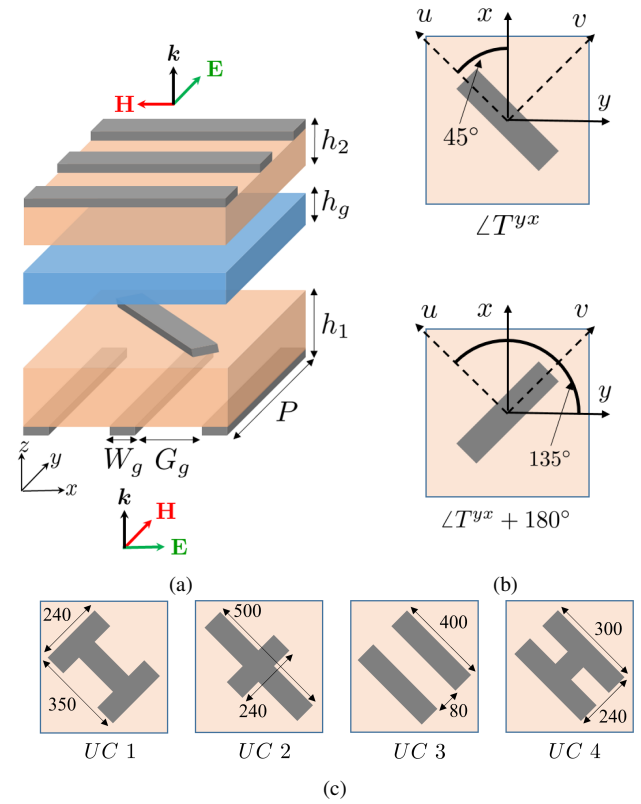 k
E
H
h2
hg
h1
P
Wg Gg
z
y
x
k
H
E
(a)
u x v
y
45°
∠T^yx
u x v
y
135°
∠T^yx + 180°
(b)
240
350
UC 1
500
240
UC 2
400
80
UC 3
300
240
UC 4
(c)